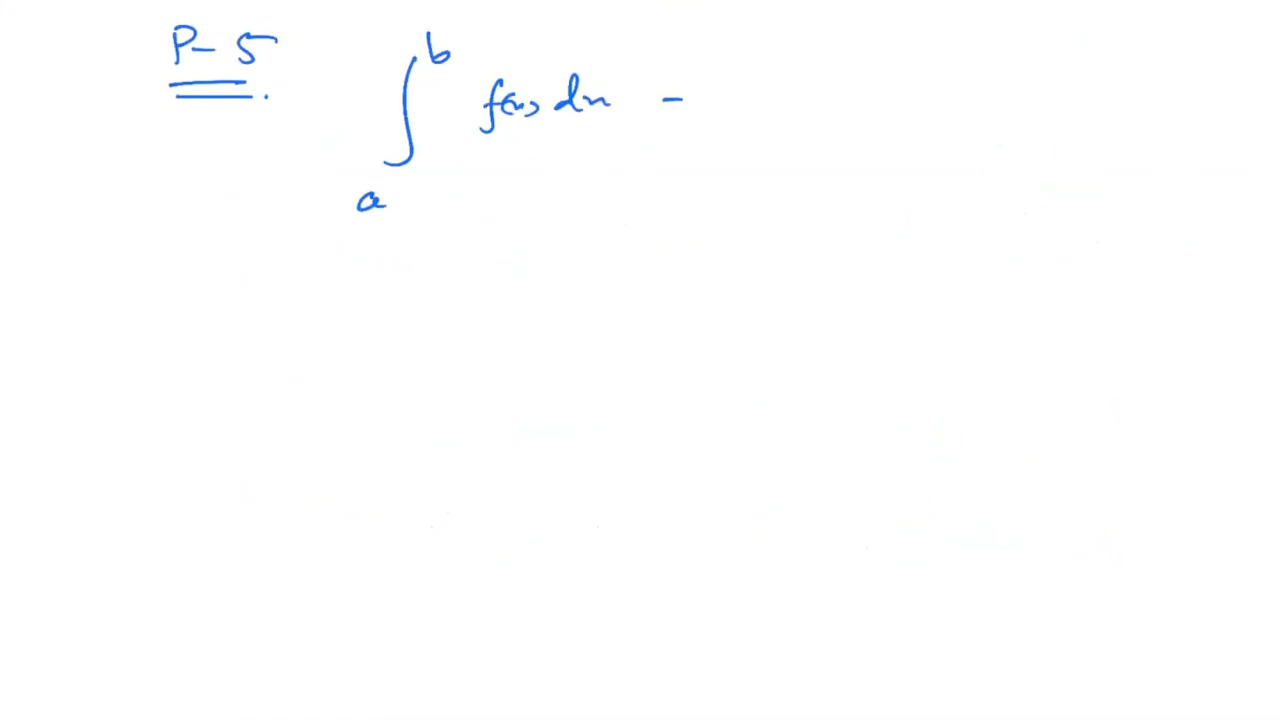 P- 5
∫_a^b f(x) dx -